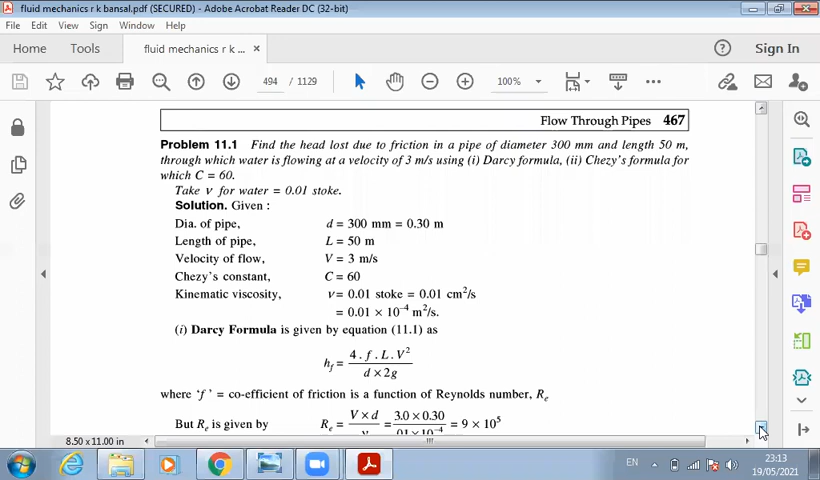 fluid mechanics r k bansal.pdf (SECURED) - Adobe Acrobat Reader DC (32-bit)
File Edit View Sign Window Help
Home Tools fluid mechanics r k ... × Sign In
494 / 1129 100%
Flow Through Pipes 467
Problem 11.1 Find the head lost due to friction in a pipe of diameter 300 mm and length 50 m,
through which water is flowing at a velocity of 3 m/s using (i) Darcy formula, (ii) Chezy's formula for
which C = 60.
Take ν for water = 0.01 stoke.
Solution. Given :
Dia. of pipe, d = 300 mm = 0.30 m
Length of pipe, L = 50 m
Velocity of flow, V = 3 m/s
Chezy's constant, C = 60
Kinematic viscosity, ν = 0.01 stoke = 0.01 cm²/s
= 0.01 × 10⁻⁴ m²/s.
(i) Darcy Formula is given by equation (11.1) as
h_f = (4 . f . L . V²) / (d × 2g)
where 'f' = co-efficient of friction is a function of Reynolds number, R_e
But R_e is given by R_e = (V × d) / ν = (3.0 × 0.30) / (.01 × 10⁻⁴) = 9 × 10⁵
8.50 x 11.00 in
EN 23:13
19/05/2021